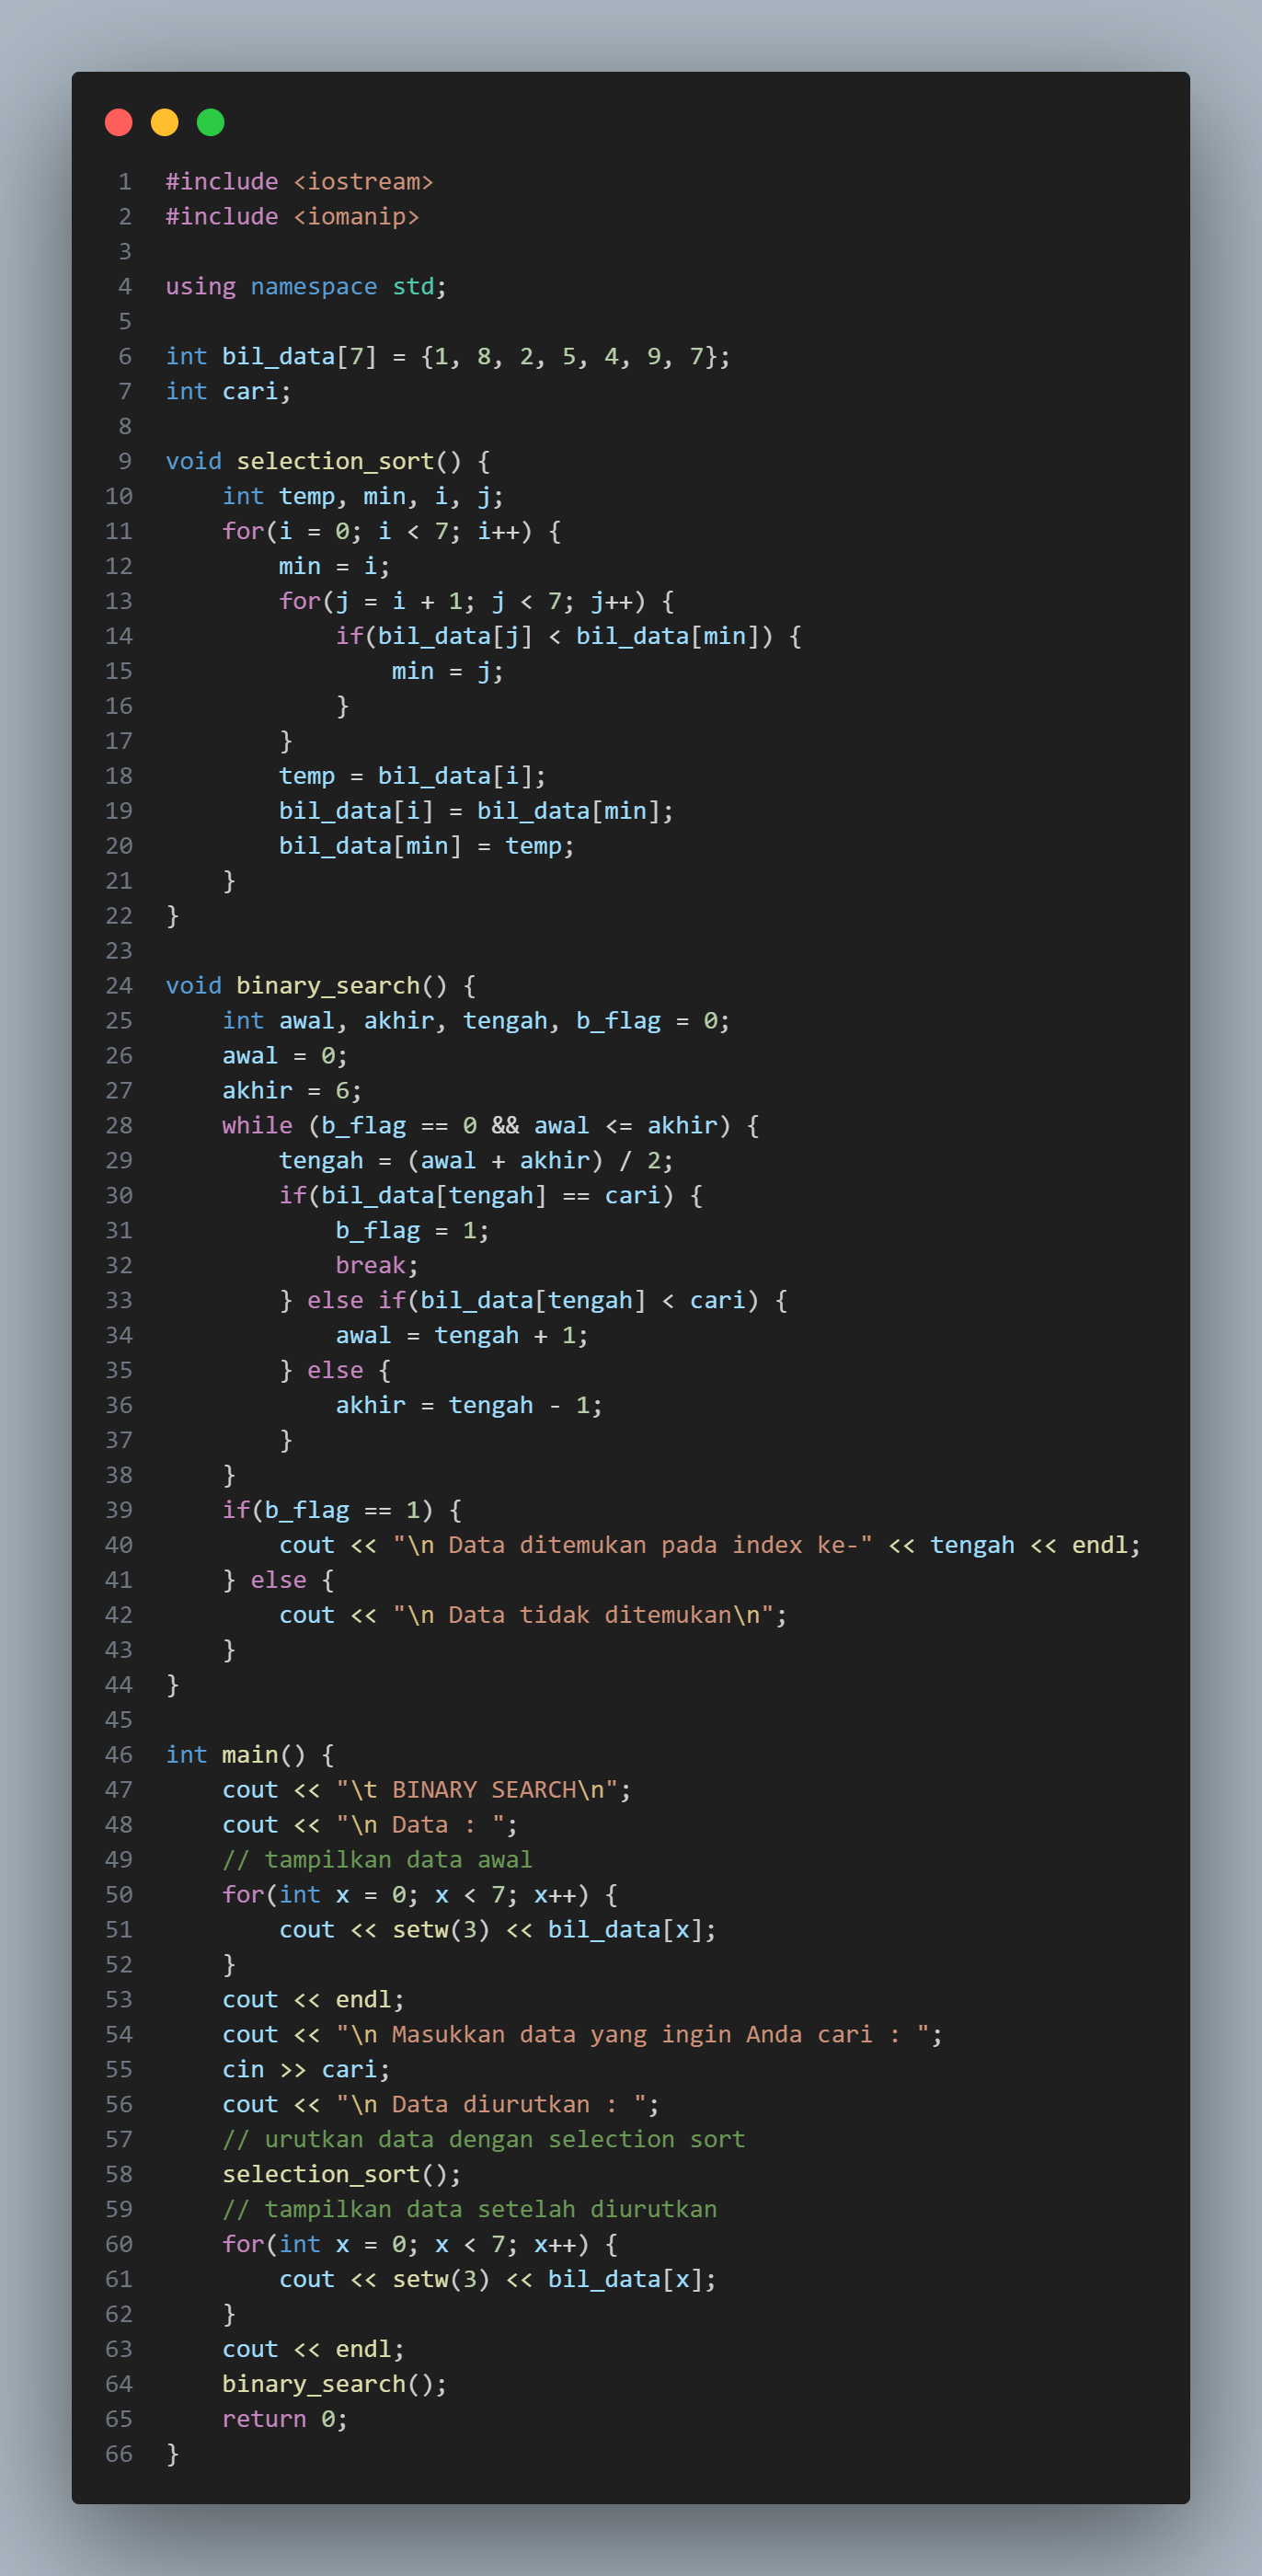 1 #include <iostream>
2 #include <iomanip>
3
4 using namespace std;
5
6 int bil_data[7] = {1, 8, 2, 5, 4, 9, 7};
7 int cari;
8
9 void selection_sort() {
10     int temp, min, i, j;
11     for(i = 0; i < 7; i++) {
12         min = i;
13         for(j = i + 1; j < 7; j++) {
14             if(bil_data[j] < bil_data[min]) {
15                 min = j;
16             }
17         }
18         temp = bil_data[i];
19         bil_data[i] = bil_data[min];
20         bil_data[min] = temp;
21     }
22 }
23
24 void binary_search() {
25     int awal, akhir, tengah, b_flag = 0;
26     awal = 0;
27     akhir = 6;
28     while (b_flag == 0 && awal <= akhir) {
29         tengah = (awal + akhir) / 2;
30         if(bil_data[tengah] == cari) {
31             b_flag = 1;
32             break;
33         } else if(bil_data[tengah] < cari) {
34             awal = tengah + 1;
35         } else {
36             akhir = tengah - 1;
37         }
38     }
39     if(b_flag == 1) {
40         cout << "\n Data ditemukan pada index ke-" << tengah << endl;
41     } else {
42         cout << "\n Data tidak ditemukan\n";
43     }
44 }
45
46 int main() {
47     cout << "\t BINARY SEARCH\n";
48     cout << "\n Data : ";
49     // tampilkan data awal
50     for(int x = 0; x < 7; x++) {
51         cout << setw(3) << bil_data[x];
52     }
53     cout << endl;
54     cout << "\n Masukkan data yang ingin Anda cari : ";
55     cin >> cari;
56     cout << "\n Data diurutkan : ";
57     // urutkan data dengan selection sort
58     selection_sort();
59     // tampilkan data setelah diurutkan
60     for(int x = 0; x < 7; x++) {
61         cout << setw(3) << bil_data[x];
62     }
63     cout << endl;
64     binary_search();
65     return 0;
66 }